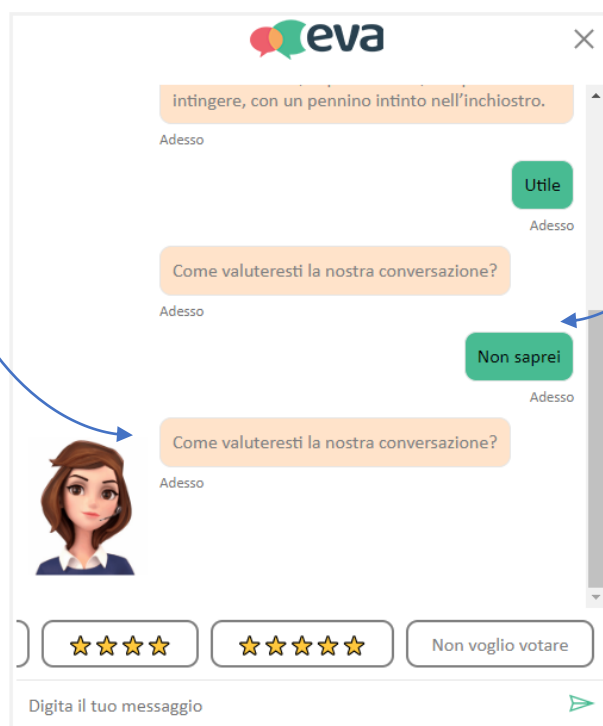 eva
intingere, con un pennino intinto nell'inchiostro.
Adesso
Utile
Adesso
Come valuteresti la nostra conversazione?
Adesso
Non saprei
Adesso
Come valuteresti la nostra conversazione?
Adesso
Non voglio votare
Digita il tuo messaggio